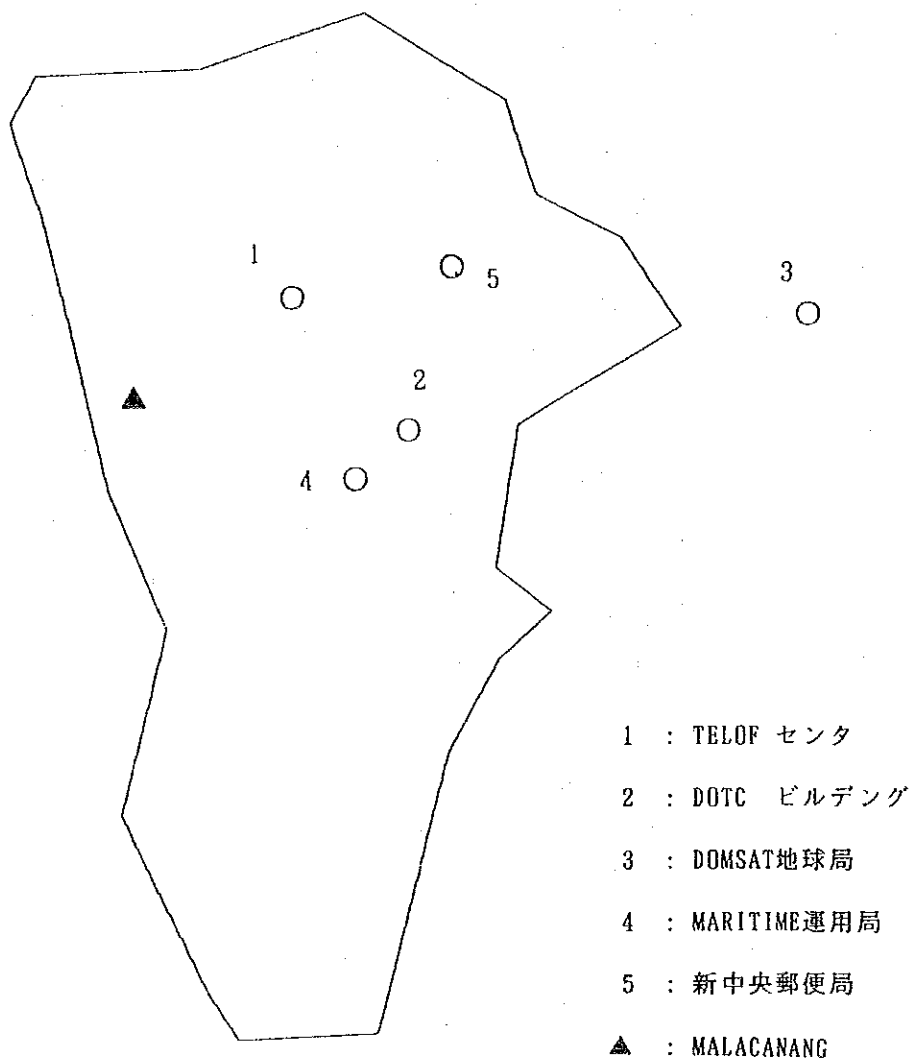 1
5
3
2
4
1 : TELOF センタ
2 : DOTC ビルデング
3 : DOMSAT地球局
4 : MARITIME運用局
5 : 新中央郵便局
▲ : MALACANANG